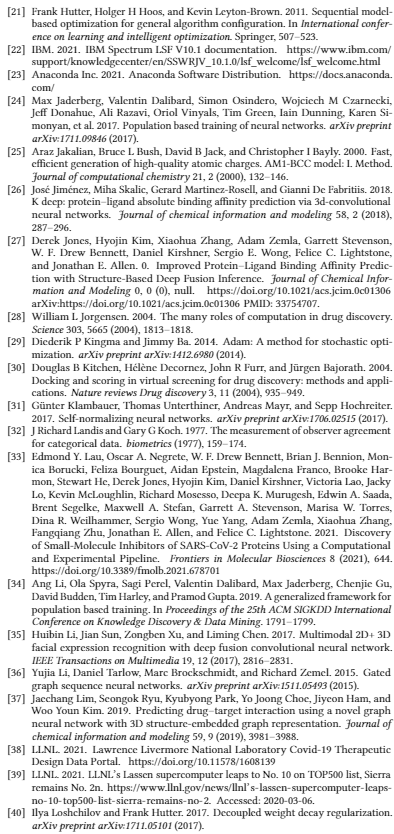 [21] Frank Hutter, Holger H Hoos, and Kevin Leyton-Brown. 2011. Sequential model-
based optimization for general algorithm configuration. In International confer-
ence on learning and intelligent optimization. Springer, 507–523.
[22] IBM. 2021. IBM Spectrum LSF V10.1 documentation. https://www.ibm.com/
support/knowledgecenter/en/SSWRJV_10.1.0/lsf_welcome/lsf_welcome.html
[23] Anaconda Inc. 2021. Anaconda Software Distribution. https://docs.anaconda.
com/
[24] Max Jaderberg, Valentin Dalibard, Simon Osindero, Wojciech M Czarnecki,
Jeff Donahue, Ali Razavi, Oriol Vinyals, Tim Green, Iain Dunning, Karen Si-
monyan, et al. 2017. Population based training of neural networks. arXiv preprint
arXiv:1711.09846 (2017).
[25] Araz Jakalian, Bruce L Bush, David B Jack, and Christopher I Bayly. 2000. Fast,
efficient generation of high-quality atomic charges. AM1-BCC model: I. Method.
Journal of computational chemistry 21, 2 (2000), 132–146.
[26] José Jiménez, Miha Skalic, Gerard Martinez-Rosell, and Gianni De Fabritiis. 2018.
K deep: protein–ligand absolute binding affinity prediction via 3d-convolutional
neural networks. Journal of chemical information and modeling 58, 2 (2018),
287–296.
[27] Derek Jones, Hyojin Kim, Xiaohua Zhang, Adam Zemla, Garrett Stevenson,
W. F. Drew Bennett, Daniel Kirshner, Sergio E. Wong, Felice C. Lightstone,
and Jonathan E. Allen. 0. Improved Protein–Ligand Binding Affinity Predic-
tion with Structure-Based Deep Fusion Inference. Journal of Chemical Infor-
mation and Modeling 0, 0 (0), null. https://doi.org/10.1021/acs.jcim.0c01306
arXiv:https://doi.org/10.1021/acs.jcim.0c01306 PMID: 33754707.
[28] William L Jorgensen. 2004. The many roles of computation in drug discovery.
Science 303, 5665 (2004), 1813–1818.
[29] Diederik P Kingma and Jimmy Ba. 2014. Adam: A method for stochastic opti-
mization. arXiv preprint arXiv:1412.6980 (2014).
[30] Douglas B Kitchen, Hélène Decornez, John R Furr, and Jürgen Bajorath. 2004.
Docking and scoring in virtual screening for drug discovery: methods and appli-
cations. Nature reviews Drug discovery 3, 11 (2004), 935–949.
[31] Günter Klambauer, Thomas Unterthiner, Andreas Mayr, and Sepp Hochreiter.
2017. Self-normalizing neural networks. arXiv preprint arXiv:1706.02515 (2017).
[32] J Richard Landis and Gary G Koch. 1977. The measurement of observer agreement
for categorical data. biometrics (1977), 159–174.
[33] Edmond Y. Lau, Oscar A. Negrete, W. F. Drew Bennett, Brian J. Bennion, Mon-
ica Borucki, Feliza Bourguet, Aidan Epstein, Magdalena Franco, Brooke Har-
mon, Stewart He, Derek Jones, Hyojin Kim, Daniel Kirshner, Victoria Lao, Jacky
Lo, Kevin McLoughlin, Richard Mosesso, Deepa K. Murugesh, Edwin A. Saada,
Brent Segelke, Maxwell A. Stefan, Garrett A. Stevenson, Marisa W. Torres,
Dina R. Weilhammer, Sergio Wong, Yue Yang, Adam Zemla, Xiaohua Zhang,
Fangqiang Zhu, Jonathan E. Allen, and Felice C. Lightstone. 2021. Discovery
of Small-Molecule Inhibitors of SARS-CoV-2 Proteins Using a Computational
and Experimental Pipeline. Frontiers in Molecular Biosciences 8 (2021), 644.
https://doi.org/10.3389/fmolb.2021.678701
[34] Ang Li, Ola Spyra, Sagi Perel, Valentin Dalibard, Max Jaderberg, Chenjie Gu,
David Budden, Tim Harley, and Pramod Gupta. 2019. A generalized framework for
population based training. In Proceedings of the 25th ACM SIGKDD International
Conference on Knowledge Discovery & Data Mining. 1791–1799.
[35] Huibin Li, Jian Sun, Zongben Xu, and Liming Chen. 2017. Multimodal 2D+ 3D
facial expression recognition with deep fusion convolutional neural network.
IEEE Transactions on Multimedia 19, 12 (2017), 2816–2831.
[36] Yujia Li, Daniel Tarlow, Marc Brockschmidt, and Richard Zemel. 2015. Gated
graph sequence neural networks. arXiv preprint arXiv:1511.05493 (2015).
[37] Jaechang Lim, Seongok Ryu, Kyubyong Park, Yo Joong Choe, Jiyeon Ham, and
Woo Youn Kim. 2019. Predicting drug–target interaction using a novel graph
neural network with 3D structure-embedded graph representation. Journal of
chemical information and modeling 59, 9 (2019), 3981–3988.
[38] LLNL. 2021. Lawrence Livermore National Laboratory Covid-19 Therapeutic
Design Data Portal. https://doi.org/10.11578/1608139
[39] LLNL. 2021. LLNL's Lassen supercomputer leaps to No. 10 on TOP500 list, Sierra
remains No. 2n. https://www.llnl.gov/news/llnl's-lassen-supercomputer-leaps-
no-10-top500-list-sierra-remains-no-2. Accessed: 2020-03-06.
[40] Ilya Loshchilov and Frank Hutter. 2017. Decoupled weight decay regularization.
arXiv preprint arXiv:1711.05101 (2017).